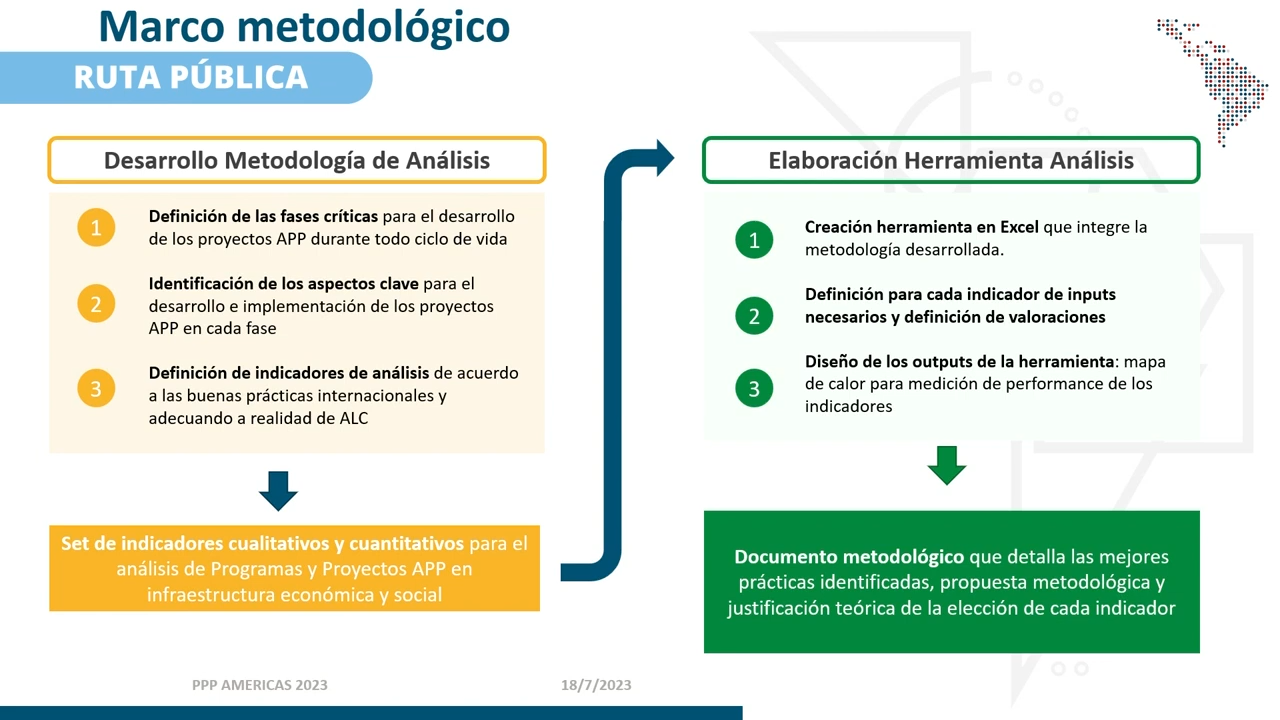 Marco metodológico
RUTA PÚBLICA
Desarrollo Metodología de Análisis
1
Definición de las fases críticas para el desarrollo
de los proyectos APP durante todo ciclo de vida
2
Identificación de los aspectos clave para el
desarrollo e implementación de los proyectos
APP en cada fase
3
Definición de indicadores de análisis de acuerdo
a las buenas prácticas internacionales y
adecuando a realidad de ALC
Set de indicadores cualitativos y cuantitativos para el
análisis de Programas y Proyectos APP en
infraestructura económica y social
Elaboración Herramienta Análisis
1
Creación herramienta en Excel que integre la
metodología desarrollada.
2
Definición para cada indicador de inputs
necesarios y definición de valoraciones
3
Diseño de los outputs de la herramienta: mapa
de calor para medición de performance de los
indicadores
Documento metodológico que detalla las mejores
prácticas identificadas, propuesta metodológica y
justificación teórica de la elección de cada indicador
PPP AMERICAS 2023
18/7/2023